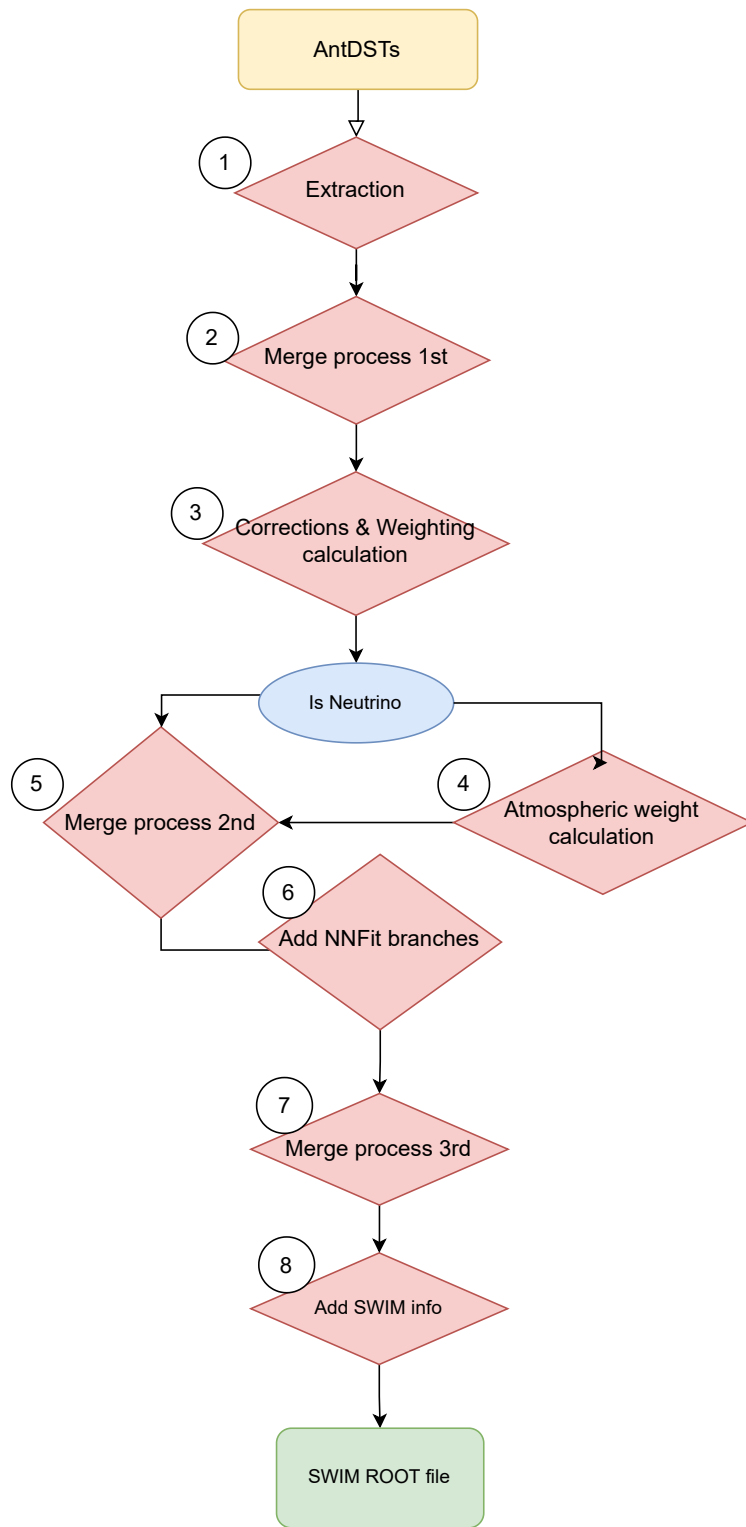 AntDSTs
1
Extraction
2
Merge process 1st
3
Corrections & Weighting
calculation
Is Neutrino
5
Merge process 2nd
4
Atmospheric weight
calculation
6
Add NNFit branches
7
Merge process 3rd
8
Add SWIM info
SWIM ROOT file